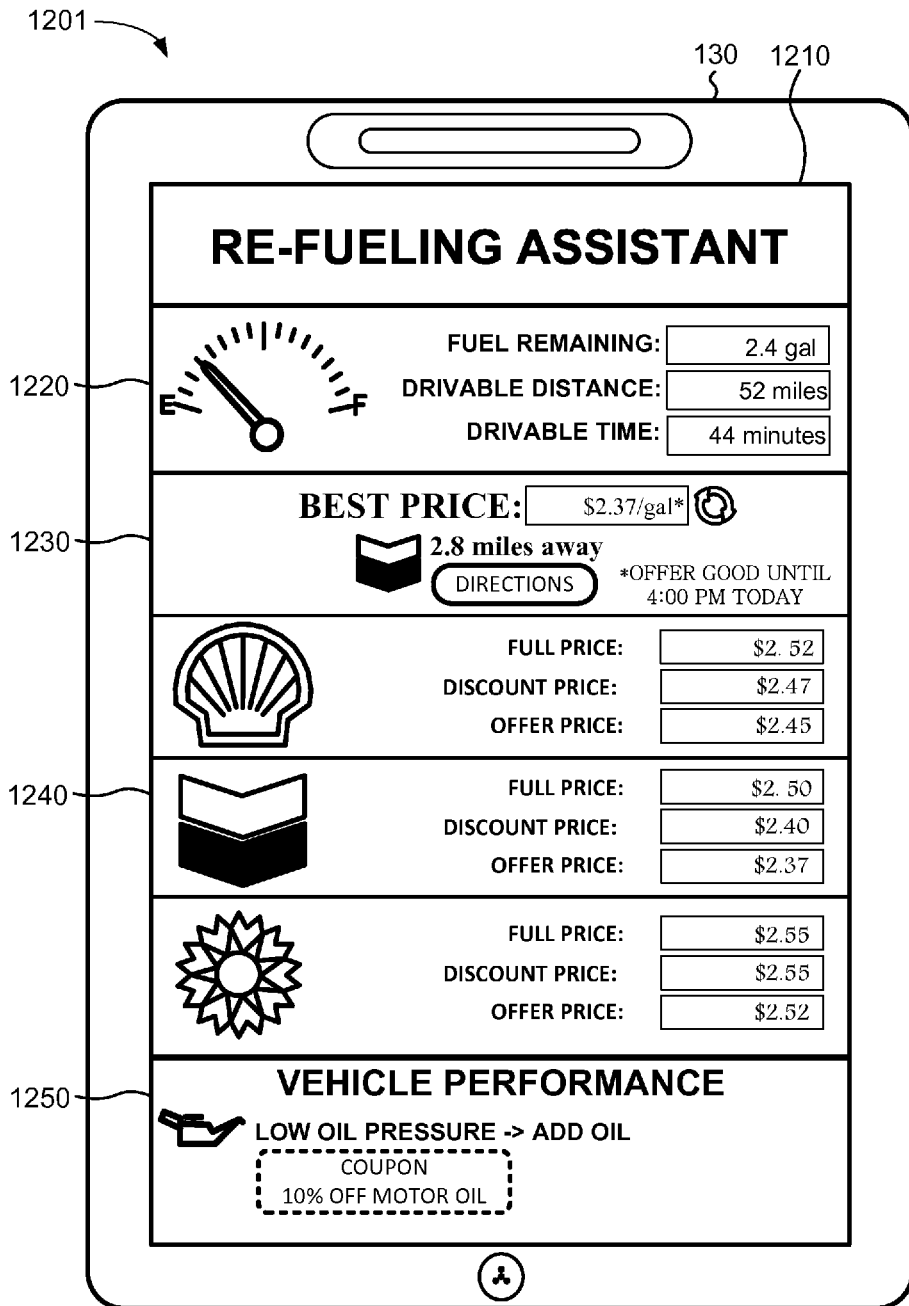 1201
130
1210
RE-FUELING ASSISTANT
1220
E
F
FUEL REMAINING: 2.4 gal
DRIVABLE DISTANCE: 52 miles
DRIVABLE TIME: 44 minutes
1230
BEST PRICE: $2.37/gal*
2.8 miles away
DIRECTIONS
*OFFER GOOD UNTIL
4:00 PM TODAY
FULL PRICE: $2. 52
DISCOUNT PRICE: $2.47
OFFER PRICE: $2.45
1240
FULL PRICE: $2. 50
DISCOUNT PRICE: $2.40
OFFER PRICE: $2.37
FULL PRICE: $2.55
DISCOUNT PRICE: $2.55
OFFER PRICE: $2.52
1250
VEHICLE PERFORMANCE
LOW OIL PRESSURE -> ADD OIL
COUPON
10% OFF MOTOR OIL